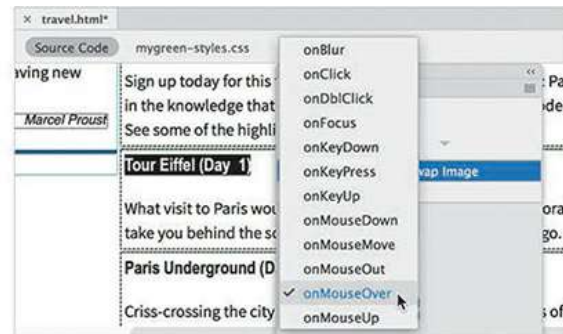 × travel.html*
Source Code mygreen-styles.css
aving new
Marcel Proust
Sign up today for this
in the knowledge that
See some of the highli
Tour Eiffel (Day 1)
What visit to Paris wou
take you behind the sc
Paris Underground (D
Criss-crossing the city
onBlur
onClick
onDblClick
onFocus
onKeyDown
onKeyPress
onKeyUp
onMouseDown
onMouseMove
onMouseOut
✓ onMouseOver
onMouseUp
<<
: Pa
ode
wap Image
ora
go.
s of